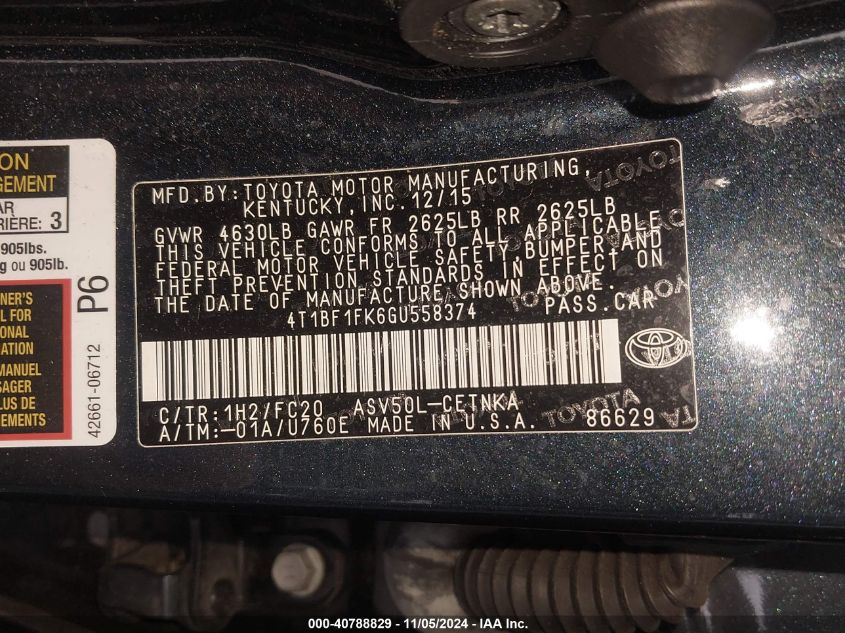 ON
GEMENT
AR
RIÈRE: 3
905lbs.
g ou 905lb.
NER'S
L FOR
ONAL
ATION
MANUEL
SAGER
LUS DE
EMENTS
P6
42661-06712
MFD. BY: TOYOTA MOTOR MANUFACTURING,
KENTUCKY, INC. 12/15
GVWR 4630LB GAWR FR 2625LB RR 2625LB
THIS VEHICLE CONFORMS TO ALL APPLICABLE
FEDERAL MOTOR VEHICLE SAFETY, BUMPER, AND
THEFT PREVENTION STANDARDS IN EFFECT ON
THE DATE OF MANUFACTURE SHOWN ABOVE.
4T1BF1FK6GU558374 PASS. CAR
TOYOTA
C/TR: 1H2/FC20 ASV50L-CETNKA
A/TM: -01A/U760E MADE IN U.S.A. 86629
000-40788829 - 11/05/2024 - IAA Inc.